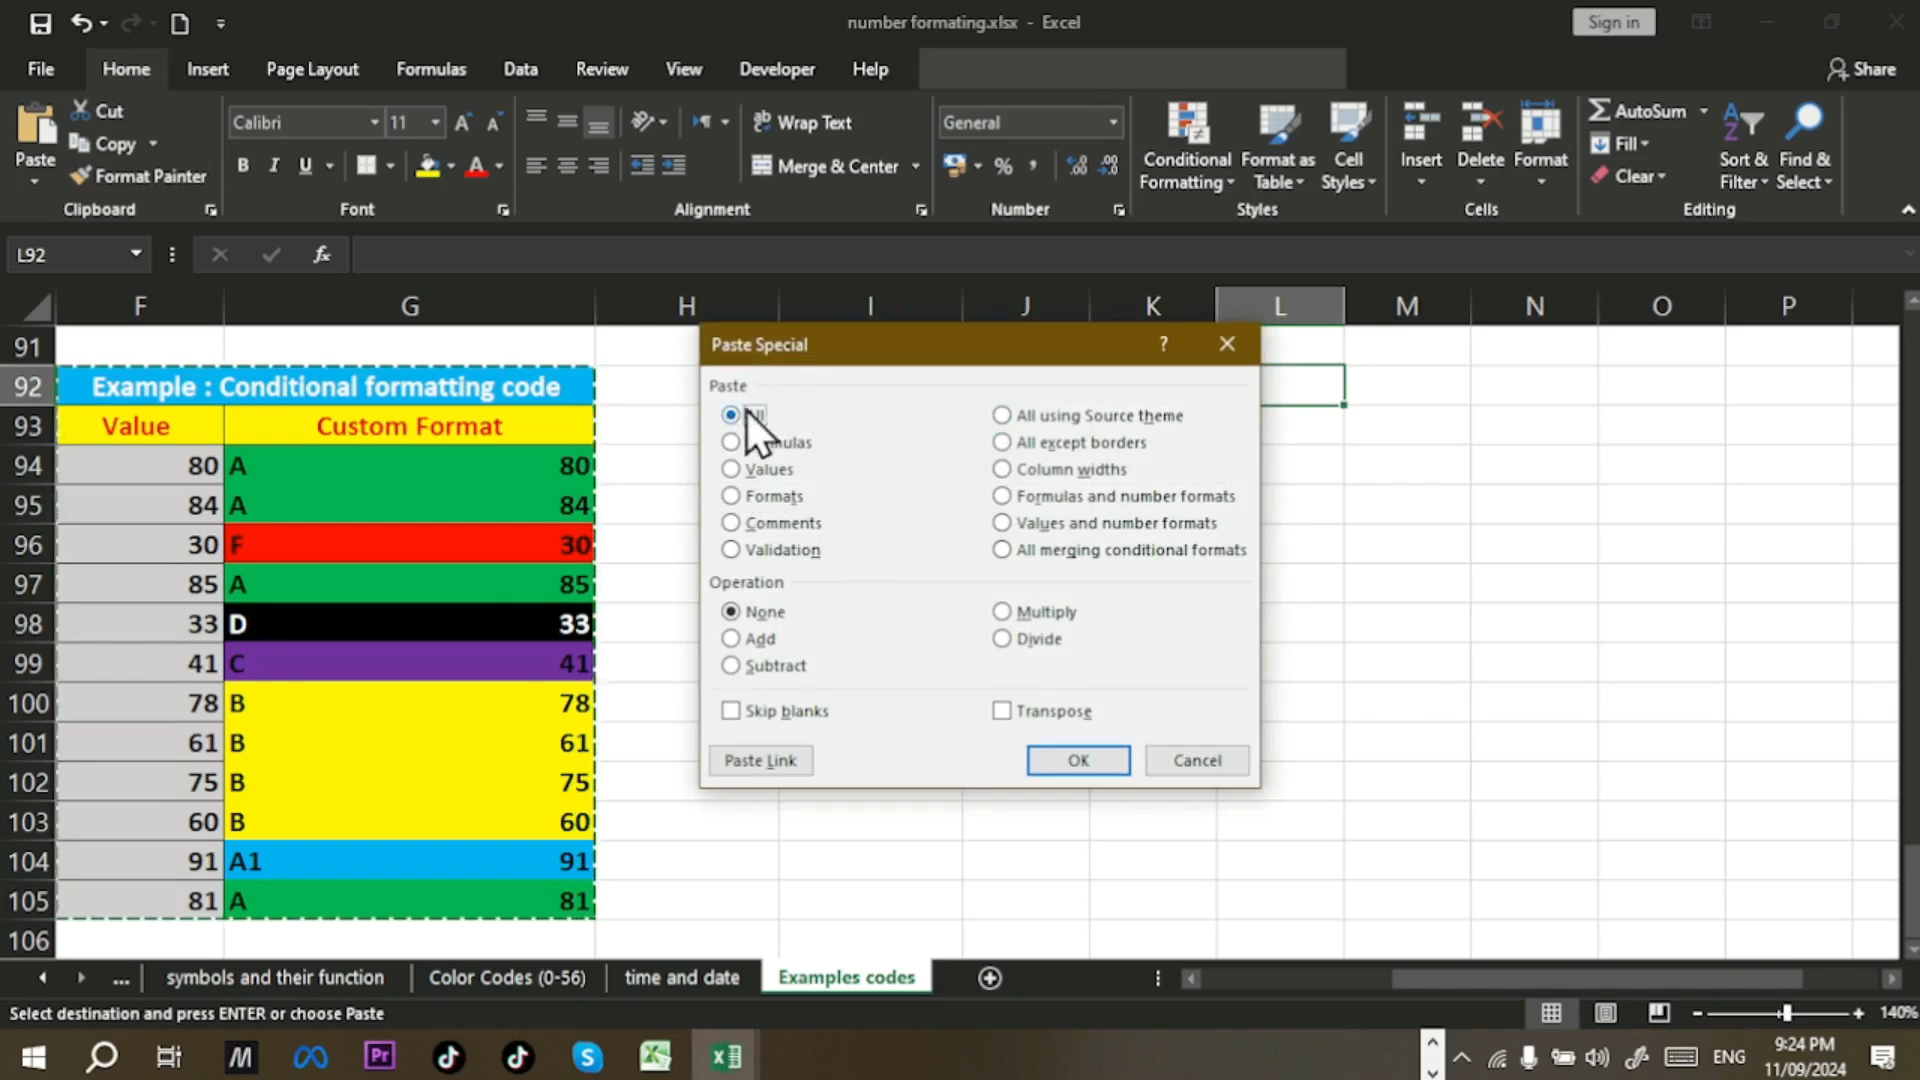 number formating.xlsx - Excel
Sign in
File Home Insert Page Layout Formulas Data Review View Developer Help
Share
Paste
Cut
Copy
Format Painter
Clipboard
Calibri 11
B I U
Font
Wrap Text
Merge & Center
Alignment
General
Number
Conditional Formatting
Format as Table
Cell Styles
Styles
Insert
Delete
Format
Cells
AutoSum
Fill
Clear
Sort & Filter
Find & Select
Editing
L92
fx
F G H I J K L M N O P
91
92 Example : Conditional formatting code
93 Value Custom Format
94 80 A 80
95 84 A 84
96 30 F 30
97 85 A 85
98 33 D 33
99 41 C 41
100 78 B 78
101 61 B 61
102 75 B 75
103 60 B 60
104 91 A1 91
105 81 A 81
106
Paste Special ?
Paste
All using Source theme
All except borders
Values Column widths
Formats Formulas and number formats
Comments Values and number formats
Validation All merging conditional formats
Operation
None Multiply
Add Divide
Subtract
Skip blanks Transpose
Paste Link OK Cancel
... symbols and their function Color Codes (0-56) time and date Examples codes
Select destination and press ENTER or choose Paste
140%
ENG
9:24 PM
11/09/2024